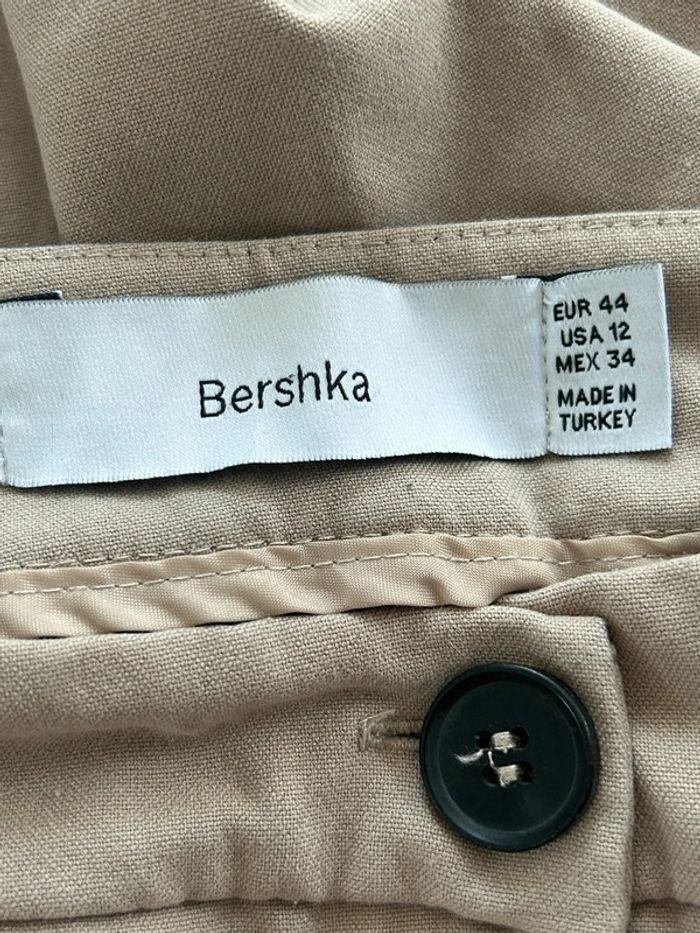 Bershka
EUR 44
USA 12
MEX 34
MADE IN
TURKEY